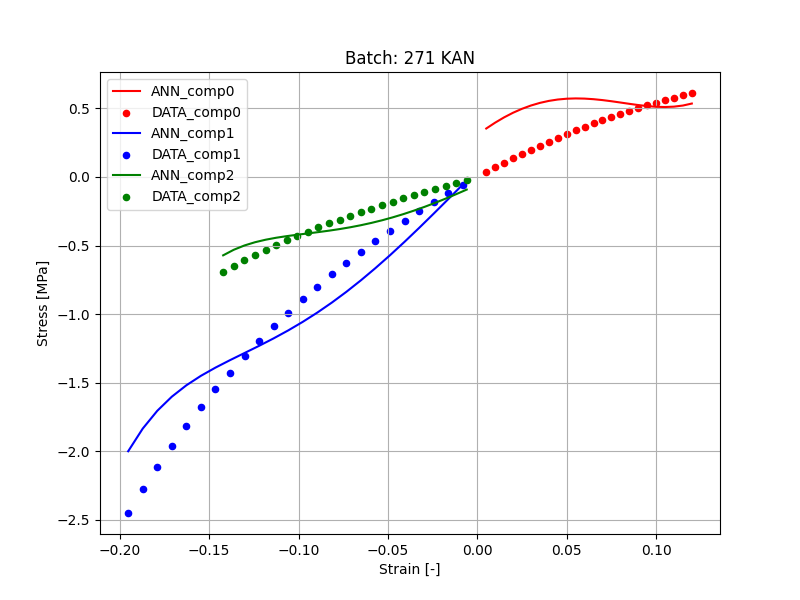 Batch: 271 KAN
ANN_comp0
DATA_comp0
ANN_comp1
DATA_comp1
ANN_comp2
DATA_comp2
Stress [MPa]
0.5
0.0
−0.5
−1.0
−1.5
−2.0
−2.5
−0.20 −0.15 −0.10 −0.05 0.00 0.05 0.10
Strain [-]